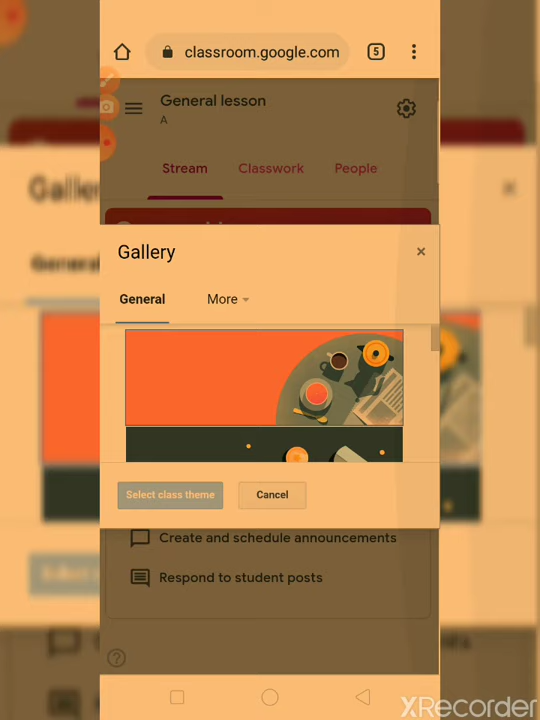 classroom.google.com
5
General lesson
A
Stream
Classwork
People
Gallery
General
More
Select class theme
Cancel
Create and schedule announcements
Respond to student posts
XRecorder